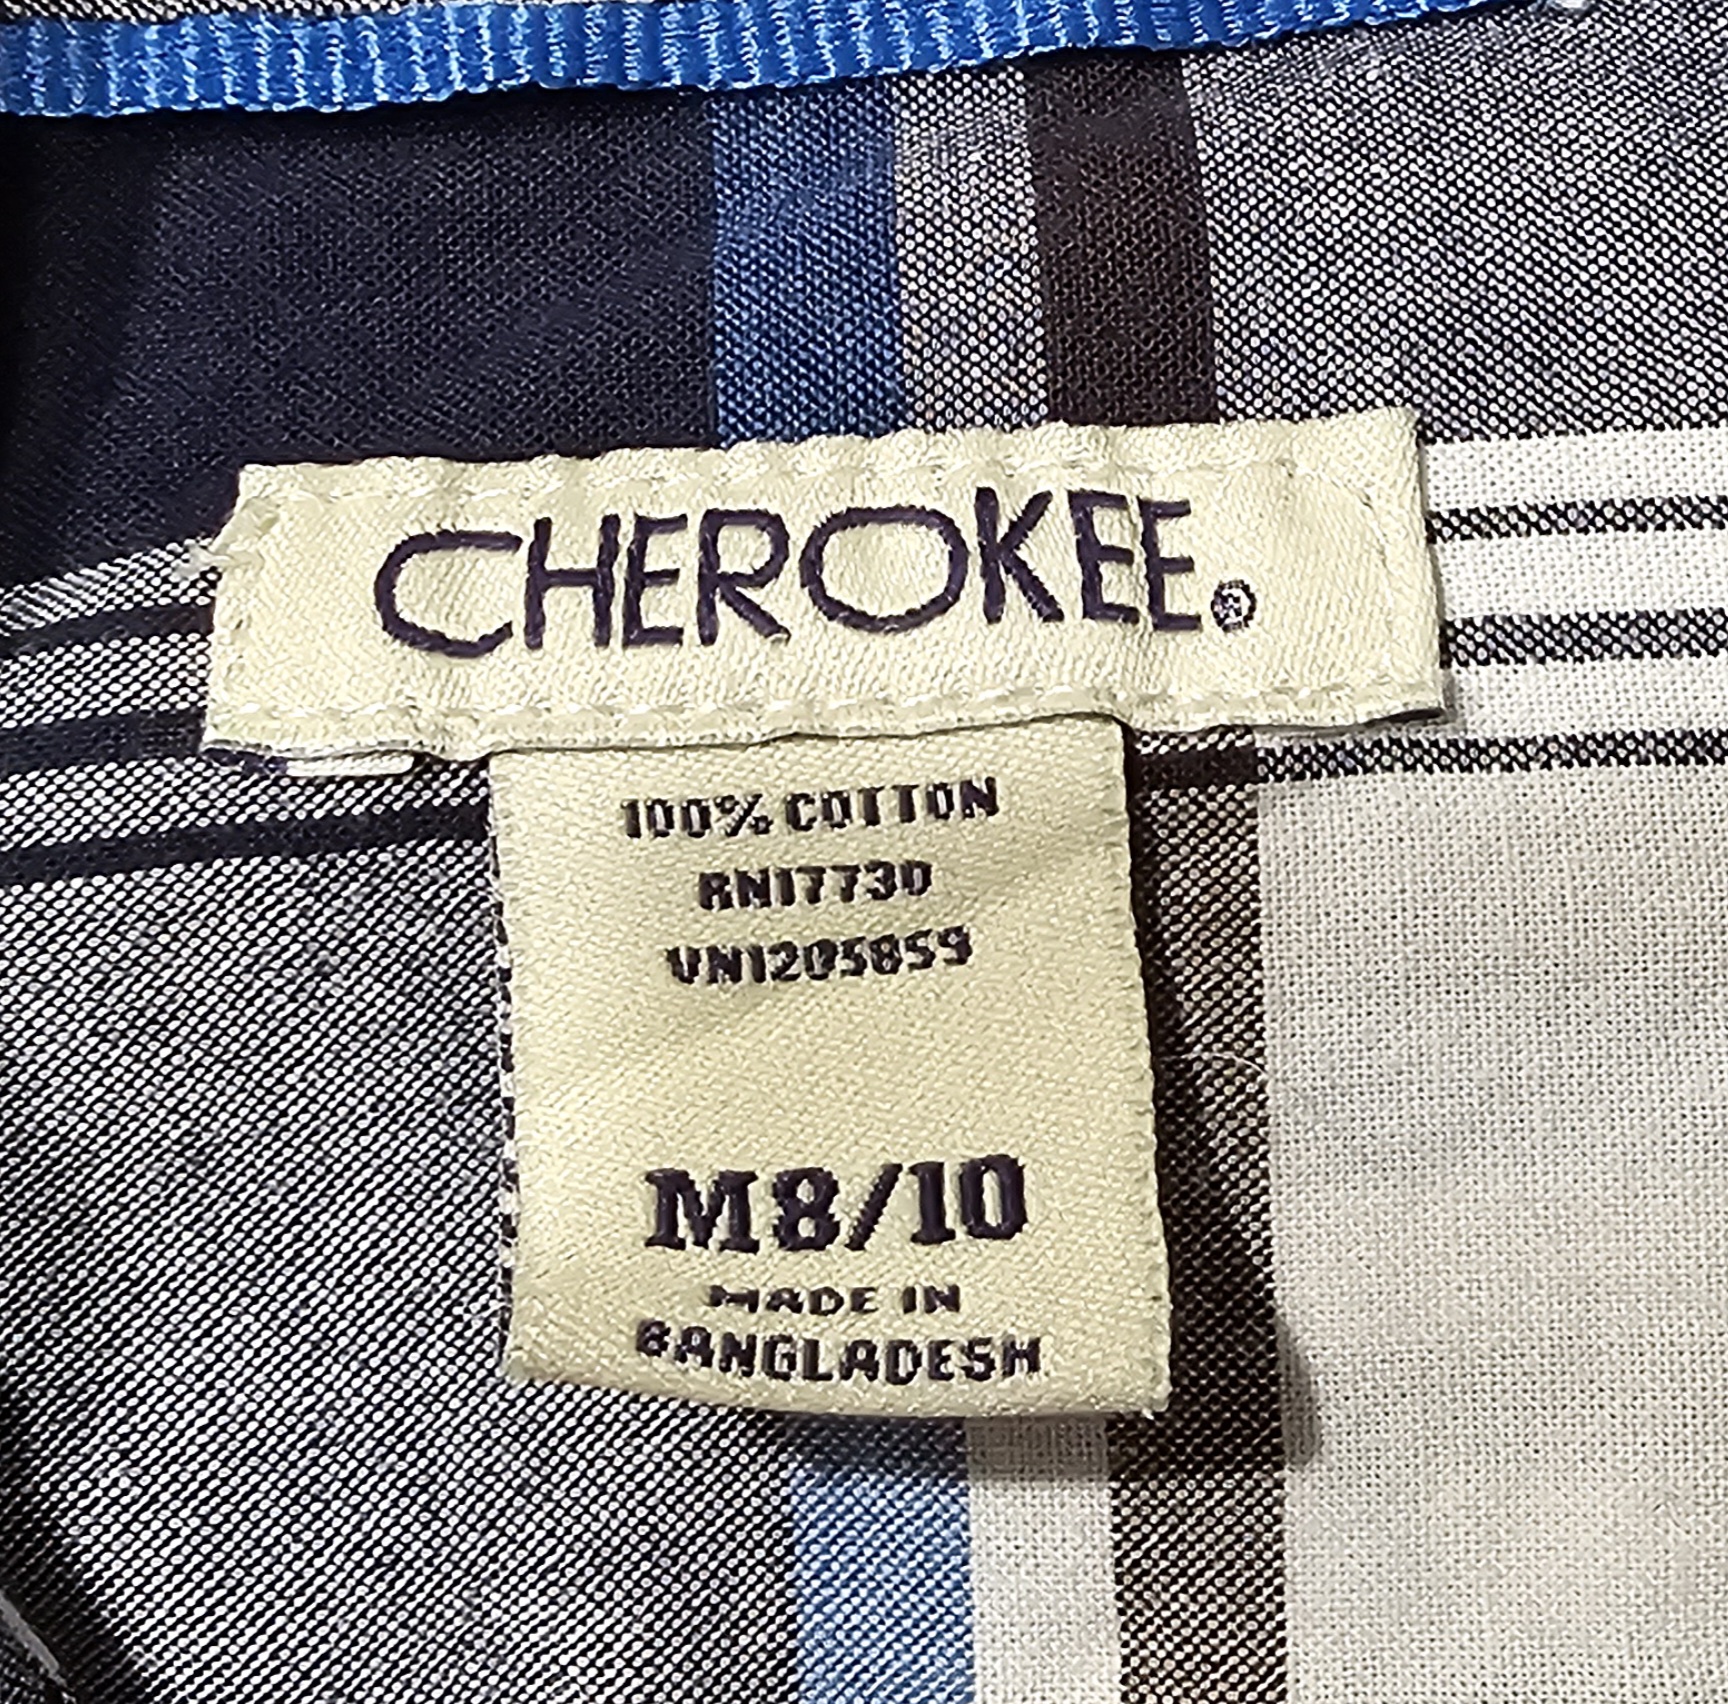 CHEROKEE®
100% COTTON
RN17730
VN1205859
M8/10
MADE IN
BANGLADESH